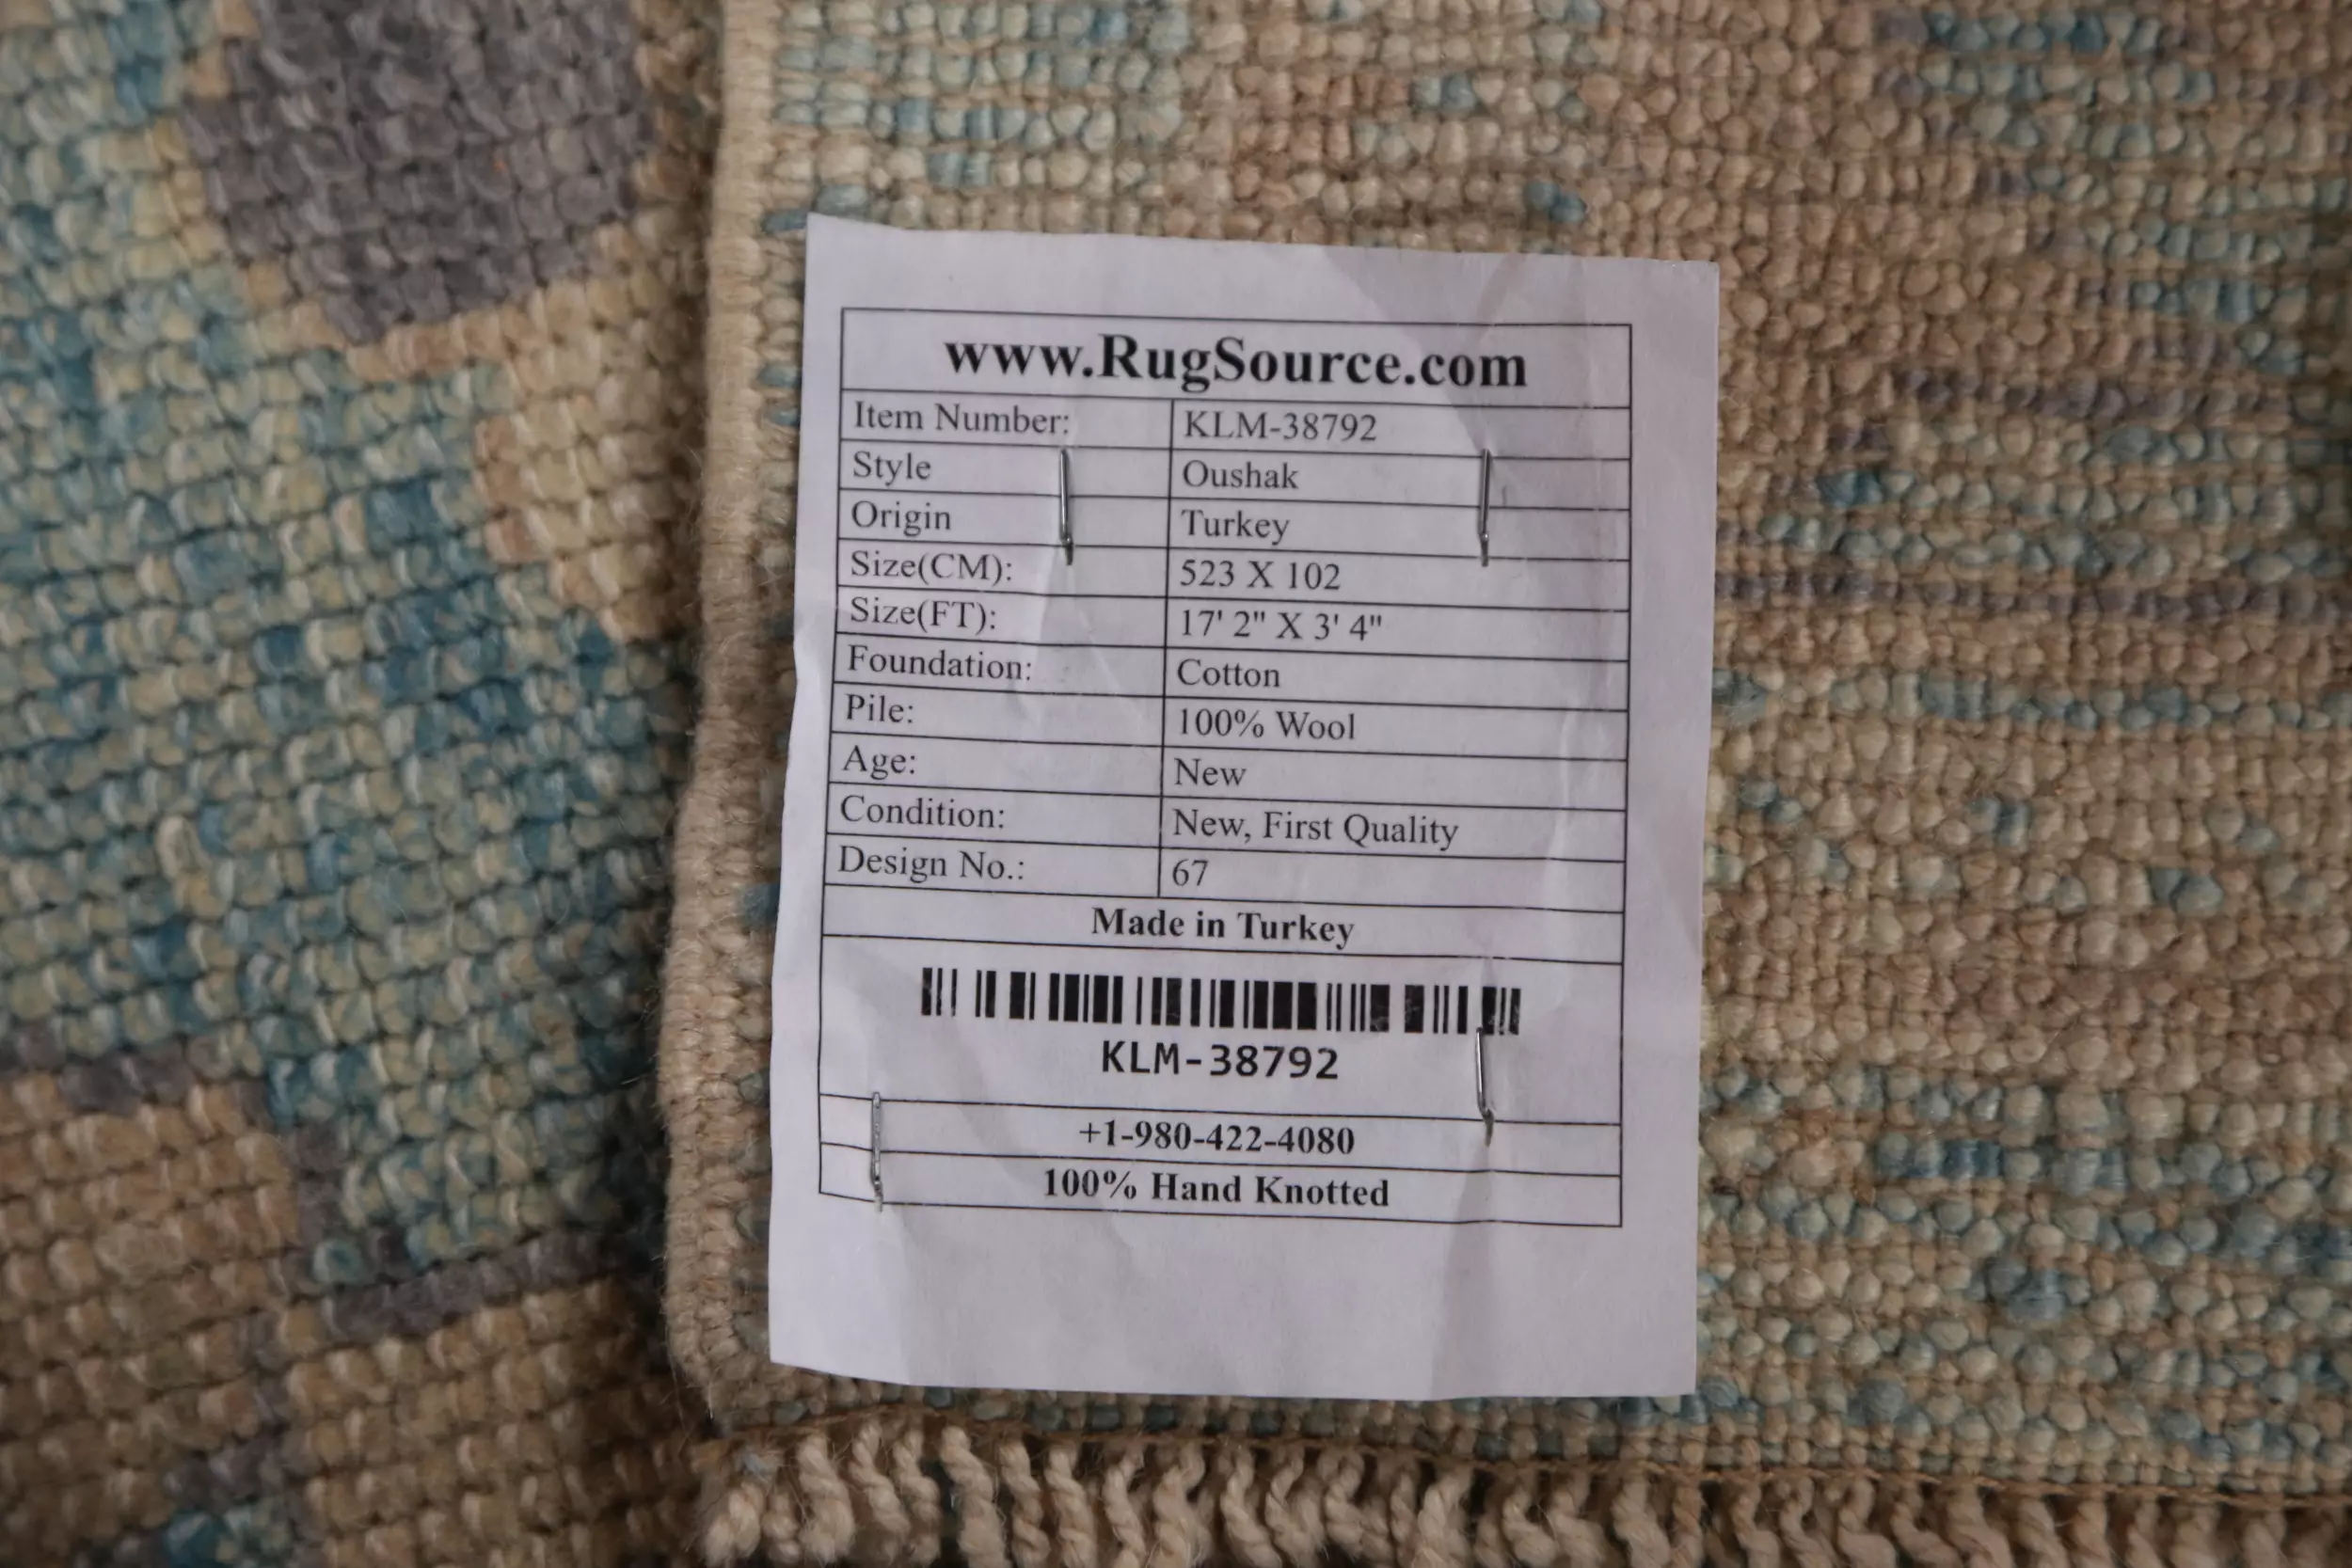 www.RugSource.com
Item Number: KLM-38792
Style Oushak
Origin Turkey
Size(CM): 523 X 102
Size(FT): 17' 2" X 3' 4"
Foundation: Cotton
Pile: 100% Wool
Age: New
Condition: New, First Quality
Design No.: 67
Made in Turkey
KLM-38792
+1-980-422-4080
100% Hand Knotted